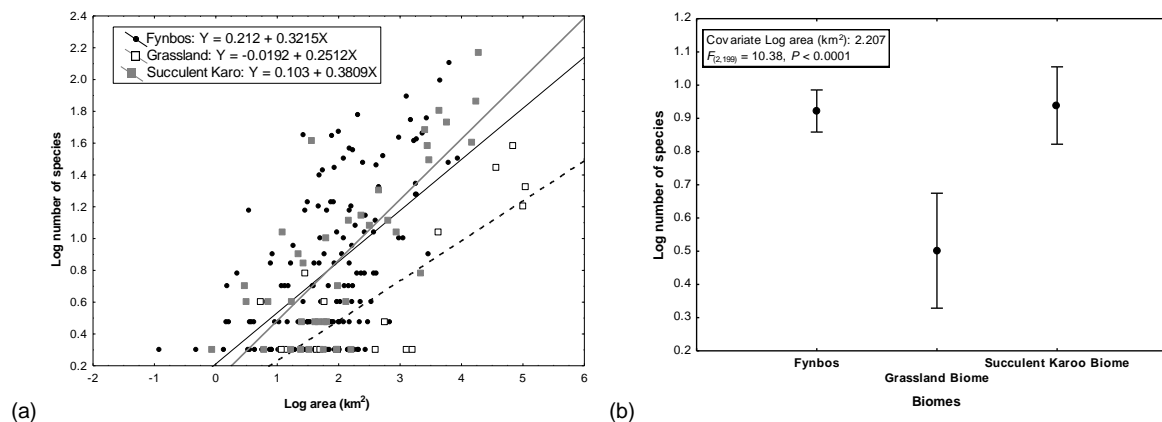 2.4
2.2
2.0
1.8
1.6
1.4
1.2
1.0
0.8
0.6
0.4
0.2
Log number of species
Fynbos: Y = 0.212 + 0.3215X
Grassland: Y = -0.0192 + 0.2512X
Succulent Karo: Y = 0.103 + 0.3809X
-2 -1 0 1 2 3 4 5 6
Log area (km²)
(a)
1.2
1.1
1.0
0.9
0.8
0.7
0.6
0.5
0.4
0.3
0.2
Log number of species
Covariate Log area (km²): 2.207
F(2,199) = 10.38, P < 0.0001
Fynbos Succulent Karoo Biome
Grassland Biome
Biomes
(b)